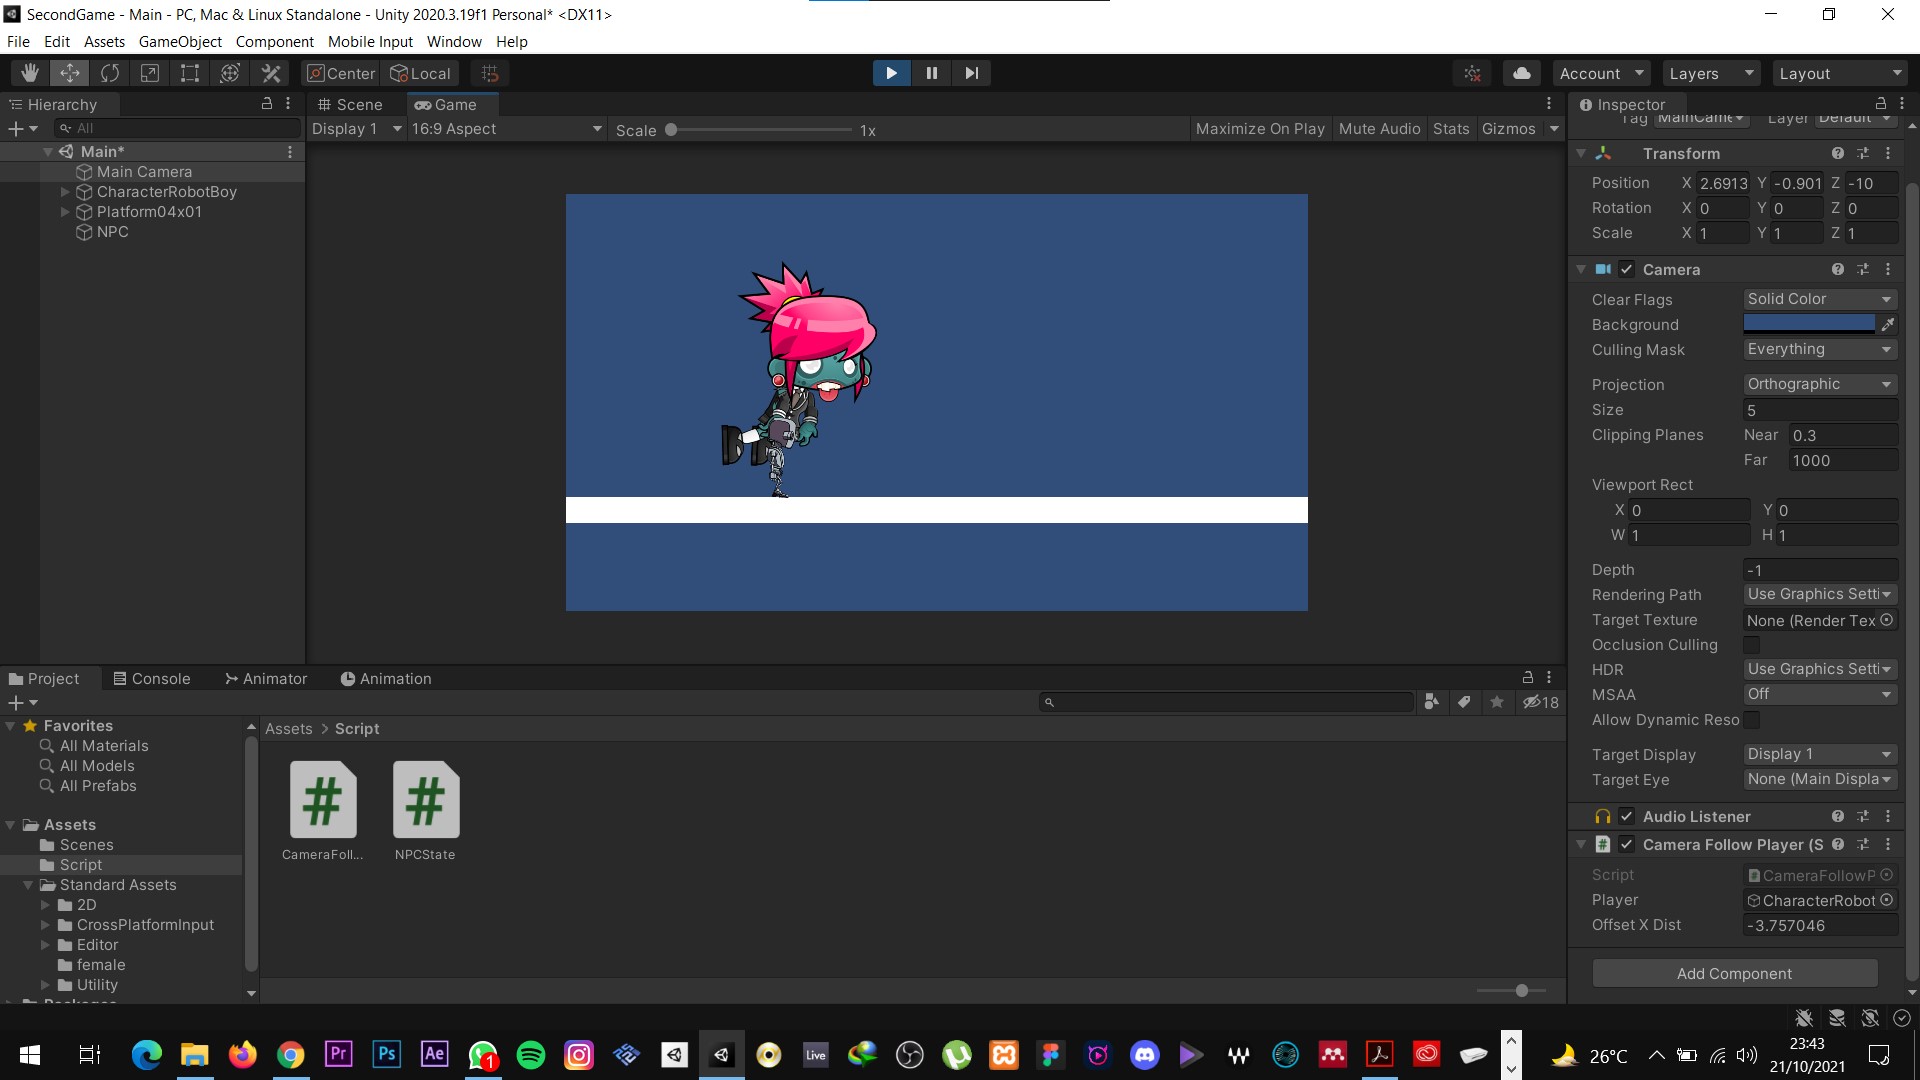 SecondGame - Main - PC, Mac & Linux Standalone - Unity 2020.3.19f1 Personal* <DX11>
File Edit Assets GameObject Component Mobile Input Window Help
Center Local Account Layers Layout
Hierarchy
All
Main*
Main Camera
CharacterRobotBoy
Platform04x01
NPC
Scene Game
Display 1 16:9 Aspect Scale 1x Maximize On Play Mute Audio Stats Gizmos
Inspector
Tag MainCame Layer Default
Transform
Position X 2.6913 Y -0.901 Z -10
Rotation X 0 Y 0 Z 0
Scale X 1 Y 1 Z 1
Camera
Clear Flags Solid Color
Background
Culling Mask Everything
Projection Orthographic
Size 5
Clipping Planes Near 0.3
Far 1000
Viewport Rect
X 0 Y 0
W 1 H 1
Depth -1
Rendering Path Use Graphics Setti
Target Texture None (Render Tex
Occlusion Culling
HDR Use Graphics Setti
MSAA Off
Allow Dynamic Reso
Target Display Display 1
Target Eye None (Main Displa
Audio Listener
Camera Follow Player (S
Script CameraFollowP
Player CharacterRobot
Offset X Dist -3.757046
Add Component
Project Console Animator Animation
18
Favorites
All Materials
All Models
All Prefabs
Assets
Scenes
Script
Standard Assets
2D
CrossPlatformInput
Editor
female
Utility
Packages
Assets > Script
CameraFoll...
NPCState
Pr Ps Ae 1 Live
26°C
23:43
21/10/2021